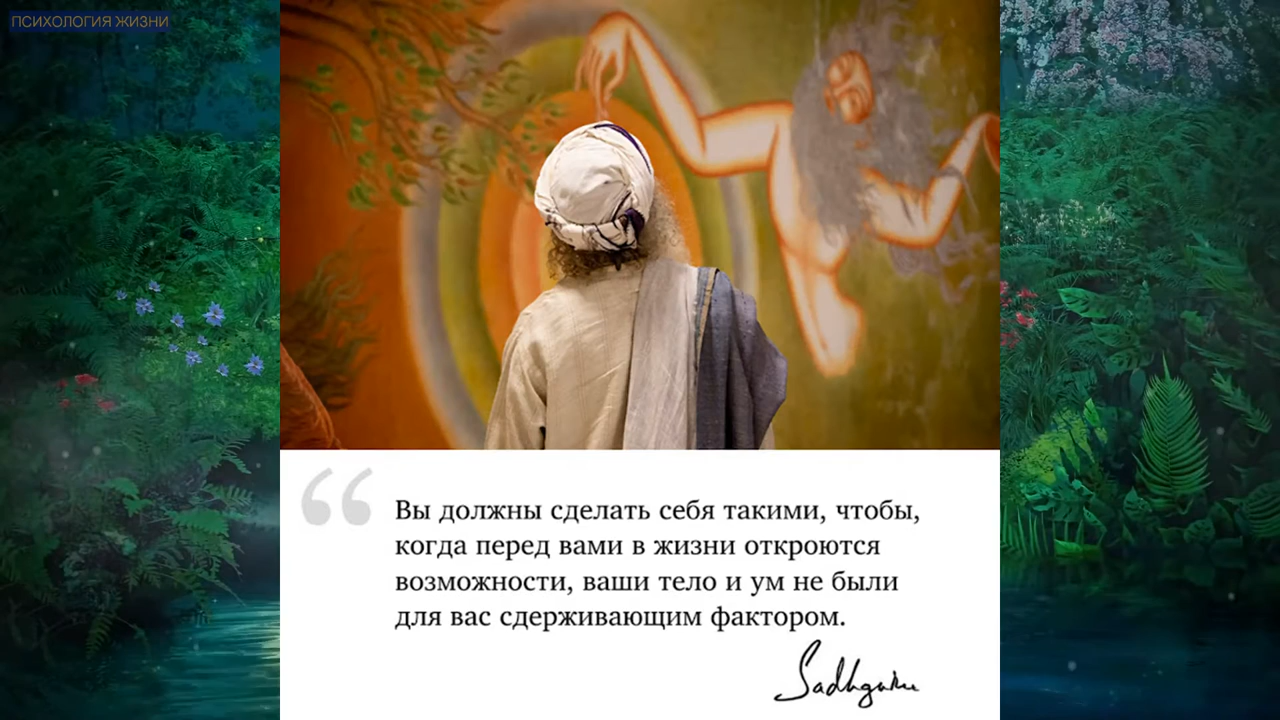 ПСИХОЛОГИЯ ЖИЗНИ
“
Вы должны сделать себя такими, чтобы,
когда перед вами в жизни откроются
возможности, ваши тело и ум не были
для вас сдерживающим фактором.
Sadhguru